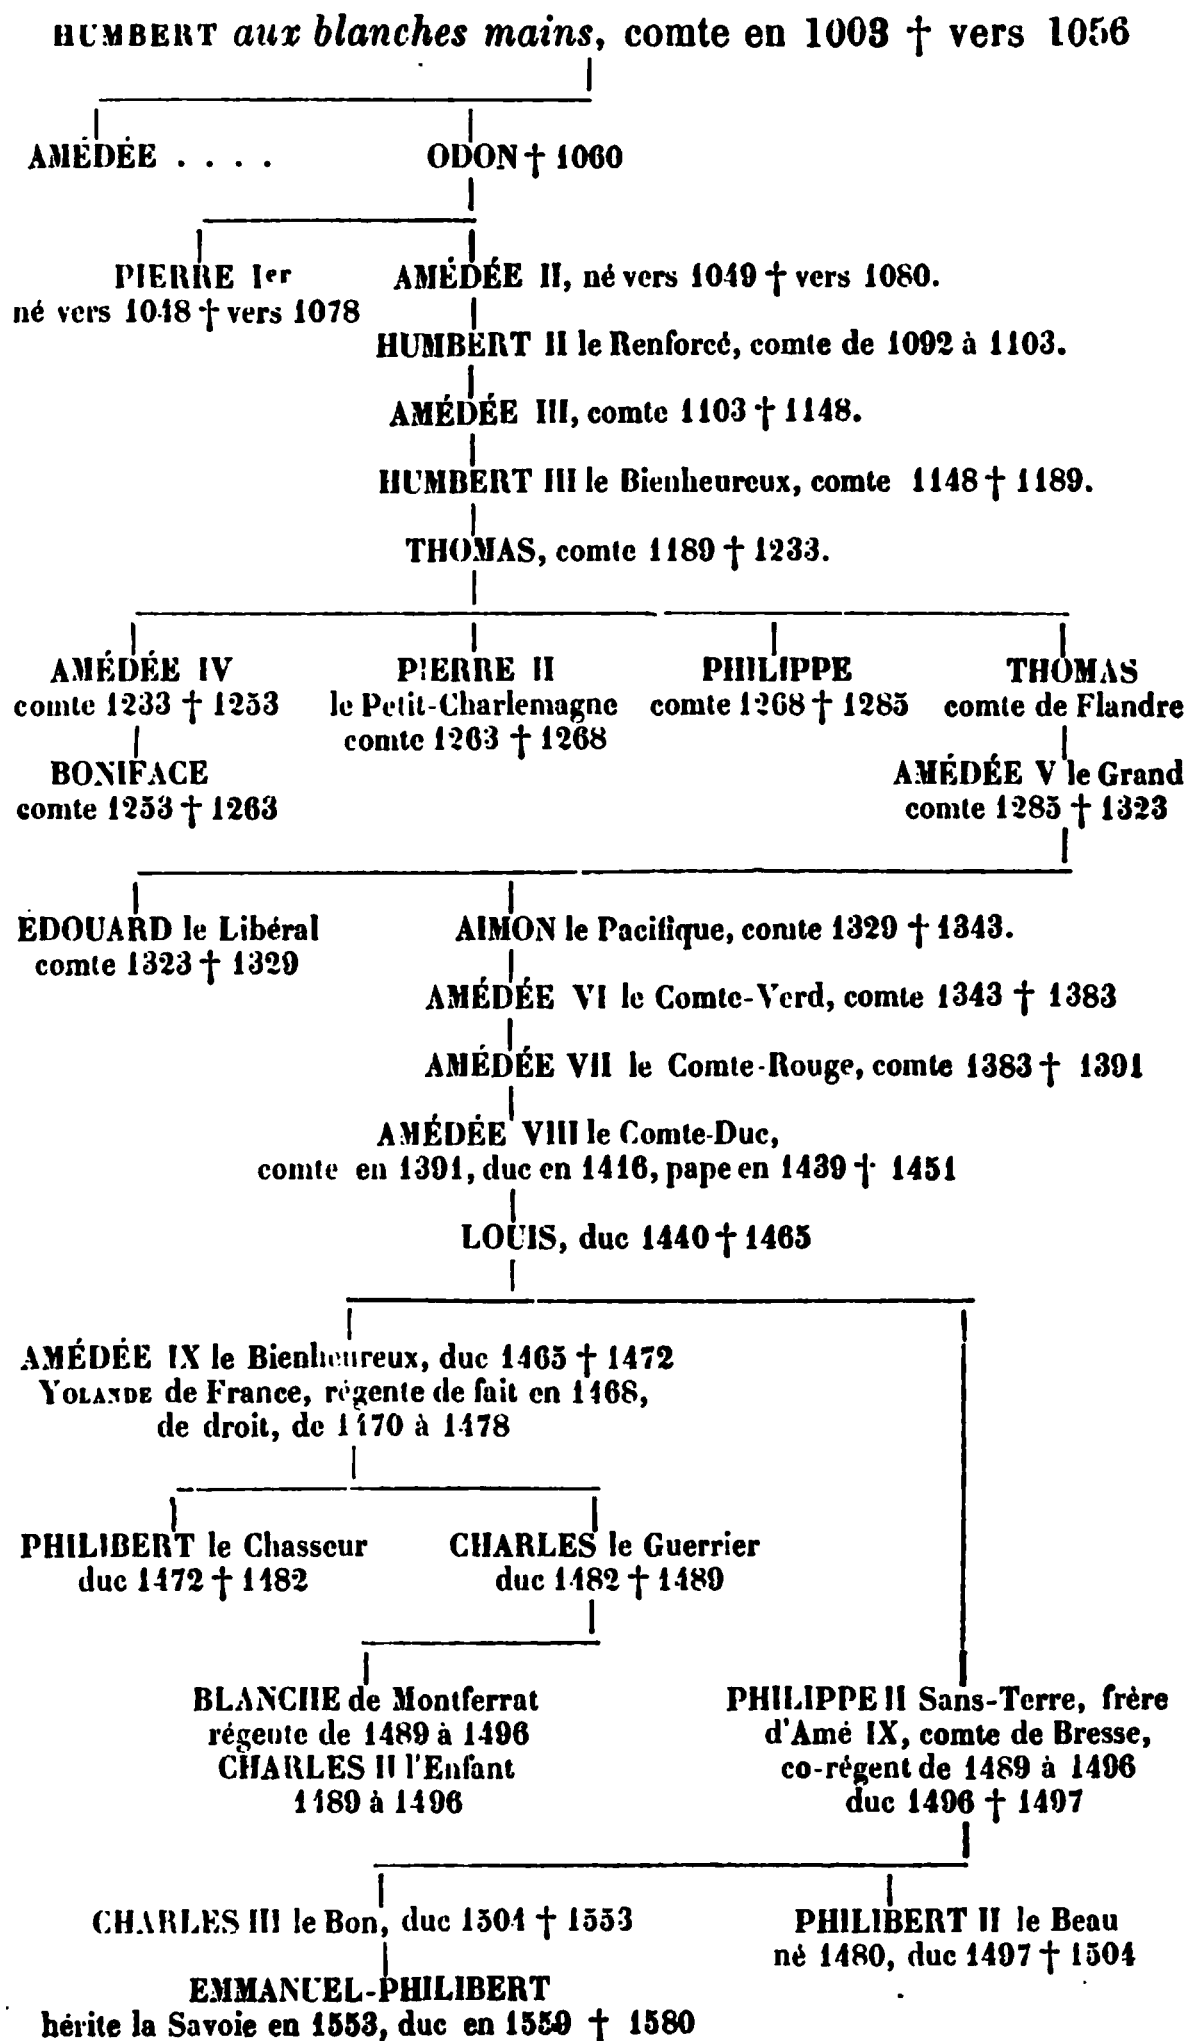 HUMBERT aux blanches mains, comte en 1003 † vers 1056
AMÉDÉE . . . .
ODON † 1060
PIERRE Ier
né vers 1048 † vers 1078
AMÉDÉE II, né vers 1049 † vers 1080.
HUMBERT II le Renforcé, comte de 1092 à 1103.
AMÉDÉE III, comte 1103 † 1148.
HUMBERT III le Bienheureux, comte 1148 † 1189.
THOMAS, comte 1189 † 1233.
AMÉDÉE IV
comte 1233 † 1253
PIERRE II
le Petit-Charlemagne
comte 1263 † 1268
PHILIPPE
comte 1268 † 1285
THOMAS
comte de Flandre
BONIFACE
comte 1253 † 1263
AMÉDÉE V le Grand
comte 1285 † 1323
EDOUARD le Libéral
comte 1323 † 1329
AIMON le Pacifique, comte 1329 † 1343.
AMÉDÉE VI le Comte-Verd, comte 1343 † 1383
AMÉDÉE VII le Comte-Rouge, comte 1383 † 1391
AMÉDÉE VIII le Comte-Duc,
comte en 1391, duc en 1416, pape en 1439 † 1451
LOUIS, duc 1440 † 1465
AMÉDÉE IX le Bienheureux, duc 1465 † 1472
YOLANDE de France, régente de fait en 1468,
de droit, de 1470 à 1478
PHILIBERT le Chasseur
duc 1472 † 1482
CHARLES le Guerrier
duc 1482 † 1489
BLANCHE de Montferrat
régente de 1489 à 1496
CHARLES II l'Enfant
1489 à 1496
PHILIPPE II Sans-Terre, frère
d'Amé IX, comte de Bresse,
co-régent de 1489 à 1496
duc 1496 † 1497
CHARLES III le Bon, duc 1504 † 1553
PHILIBERT II le Beau
né 1480, duc 1497 † 1504
EMMANUEL-PHILIBERT
hérite la Savoie en 1553, duc en 1559 † 1580